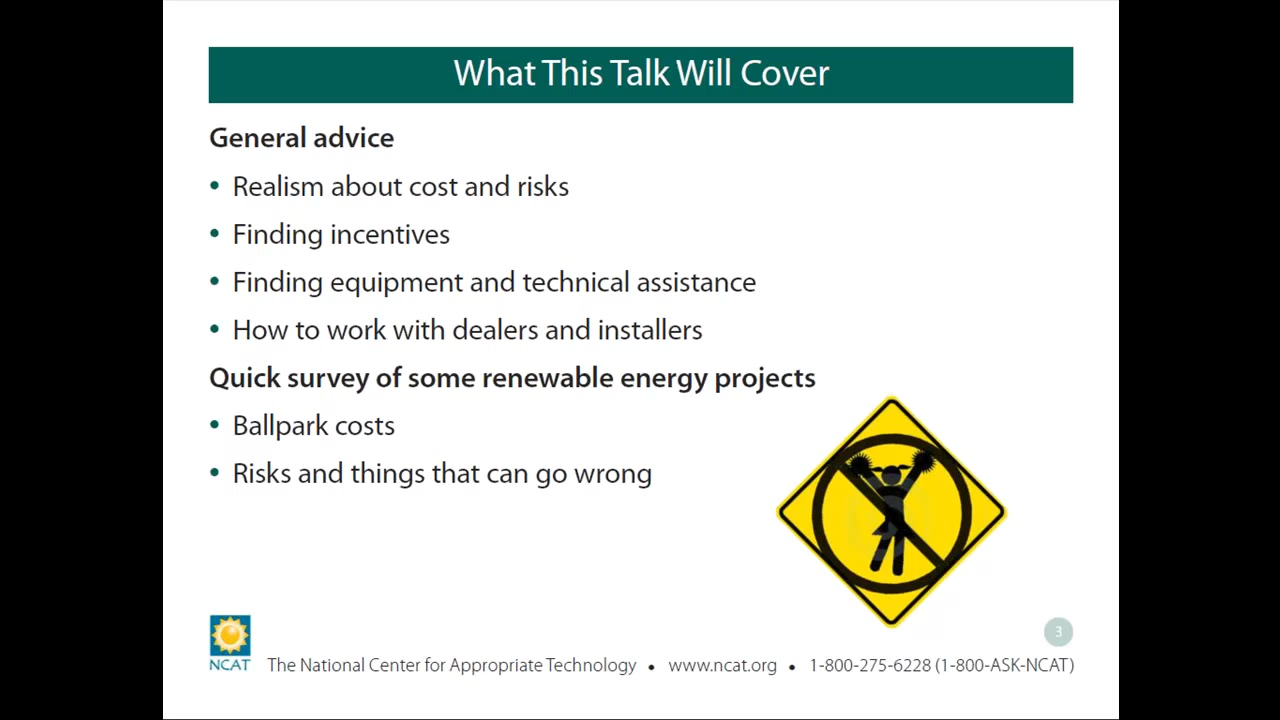 What This Talk Will Cover
General advice
• Realism about cost and risks
• Finding incentives
• Finding equipment and technical assistance
• How to work with dealers and installers
Quick survey of some renewable energy projects
• Ballpark costs
• Risks and things that can go wrong
3
NCAT
The National Center for Appropriate Technology • www.ncat.org • 1-800-275-6228 (1-800-ASK-NCAT)